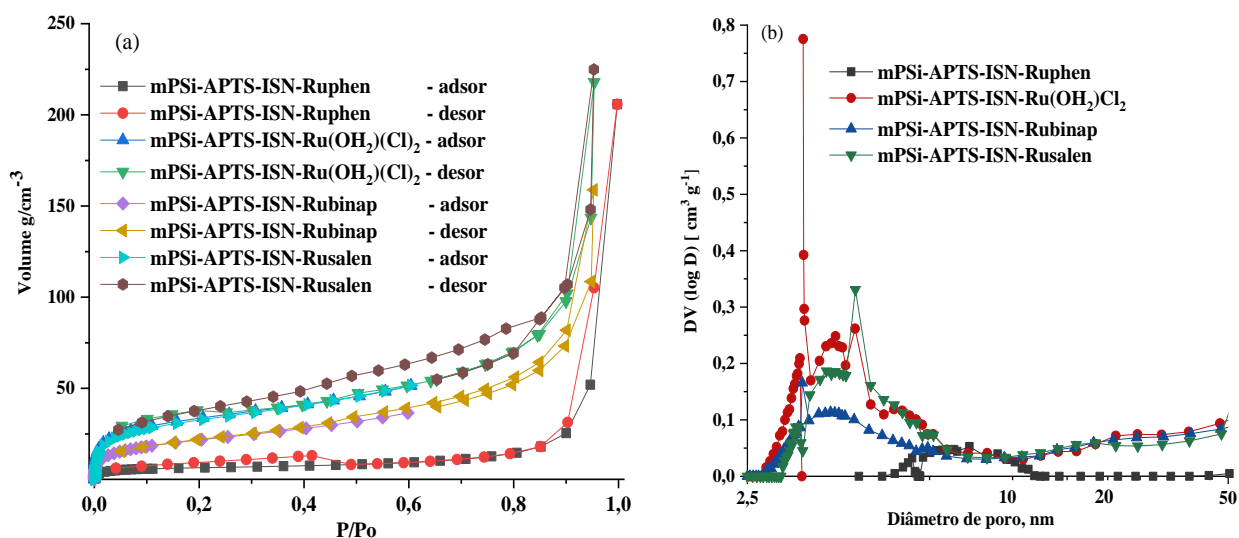 (a)
250
200
150
100
50
Volume g/cm⁻³
mPSi-APTS-ISN-Ruphen - adsor
mPSi-APTS-ISN-Ruphen - desor
mPSi-APTS-ISN-Ru(OH₂)(Cl)₂ - adsor
mPSi-APTS-ISN-Ru(OH₂)(Cl)₂ - desor
mPSi-APTS-ISN-Rubinap - adsor
mPSi-APTS-ISN-Rubinap - desor
mPSi-APTS-ISN-Rusalen - adsor
mPSi-APTS-ISN-Rusalen - desor
0,0 0,2 0,4 0,6 0,8 1,0
P/Po
(b)
0,8
0,7
0,6
0,5
0,4
0,3
0,2
0,1
0,0
DV (log D) [ cm³ g⁻¹]
mPSi-APTS-ISN-Ruphen
mPSi-APTS-ISN-Ru(OH₂)Cl₂
mPSi-APTS-ISN-Rubinap
mPSi-APTS-ISN-Rusalen
2,5 10 20 50
Diâmetro de poro, nm